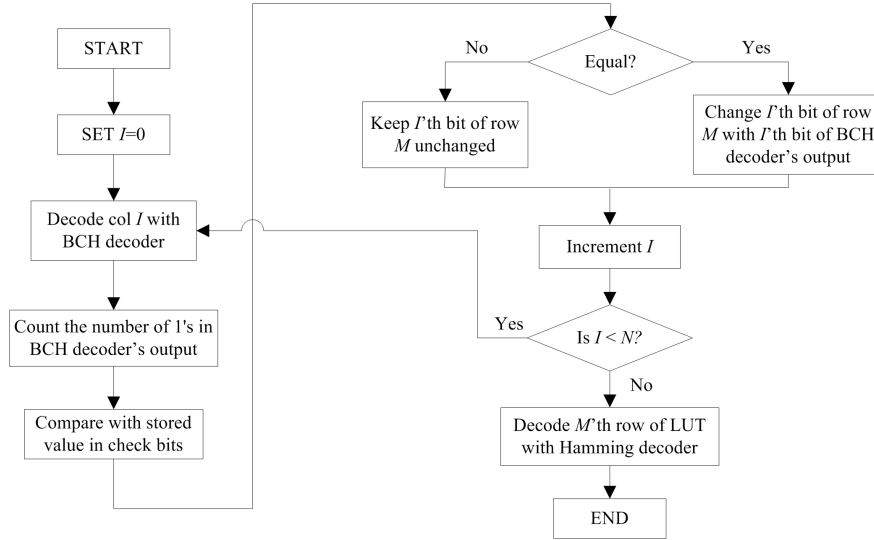 START
SET I=0
Decode col I with
BCH decoder
Count the number of 1's in
BCH decoder's output
Compare with stored
value in check bits
Equal?
No
Yes
Keep I'th bit of row
M unchanged
Change I'th bit of row
M with I'th bit of BCH
decoder's output
Increment I
Is I < N?
Yes
No
Decode M'th row of LUT
with Hamming decoder
END